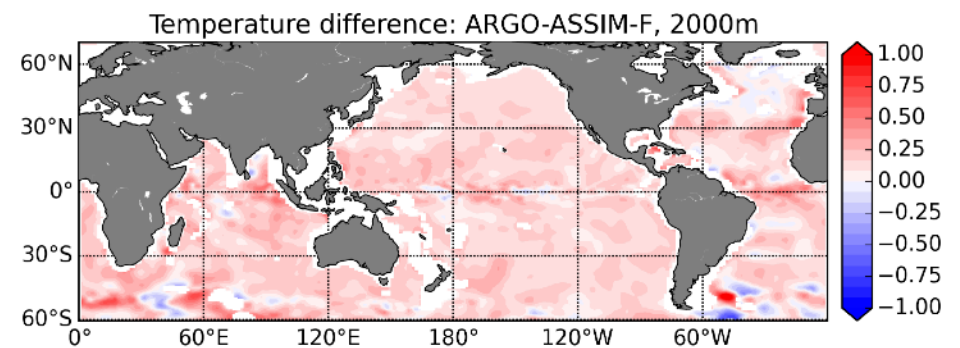 Temperature difference: ARGO-ASSIM-F, 2000m
60°N
30°N
0°
30°S
60°S
0°
60°E
120°E
180°
120°W
60°W
1.00
0.75
0.50
0.25
0.00
−0.25
−0.50
−0.75
−1.00